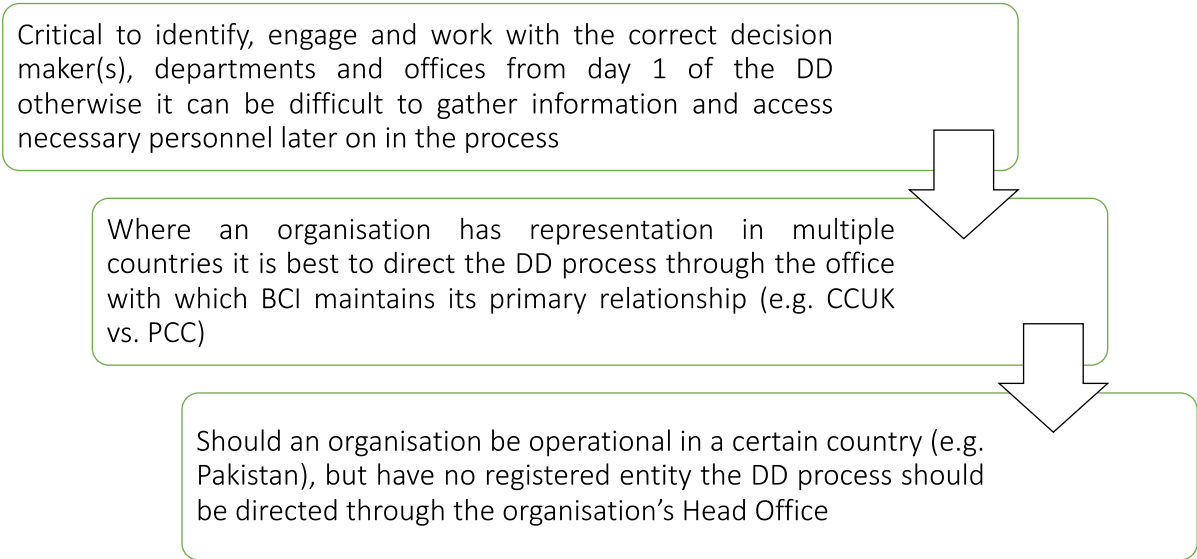 Critical to identify, engage and work with the correct decision
maker(s), departments and offices from day 1 of the DD
otherwise it can be difficult to gather information and access
necessary personnel later on in the process
Where an organisation has representation in multiple
countries it is best to direct the DD process through the office
with which BCI maintains its primary relationship (e.g. CCUK
vs. PCC)
Should an organisation be operational in a certain country (e.g.
Pakistan), but have no registered entity the DD process should
be directed through the organisation’s Head Office